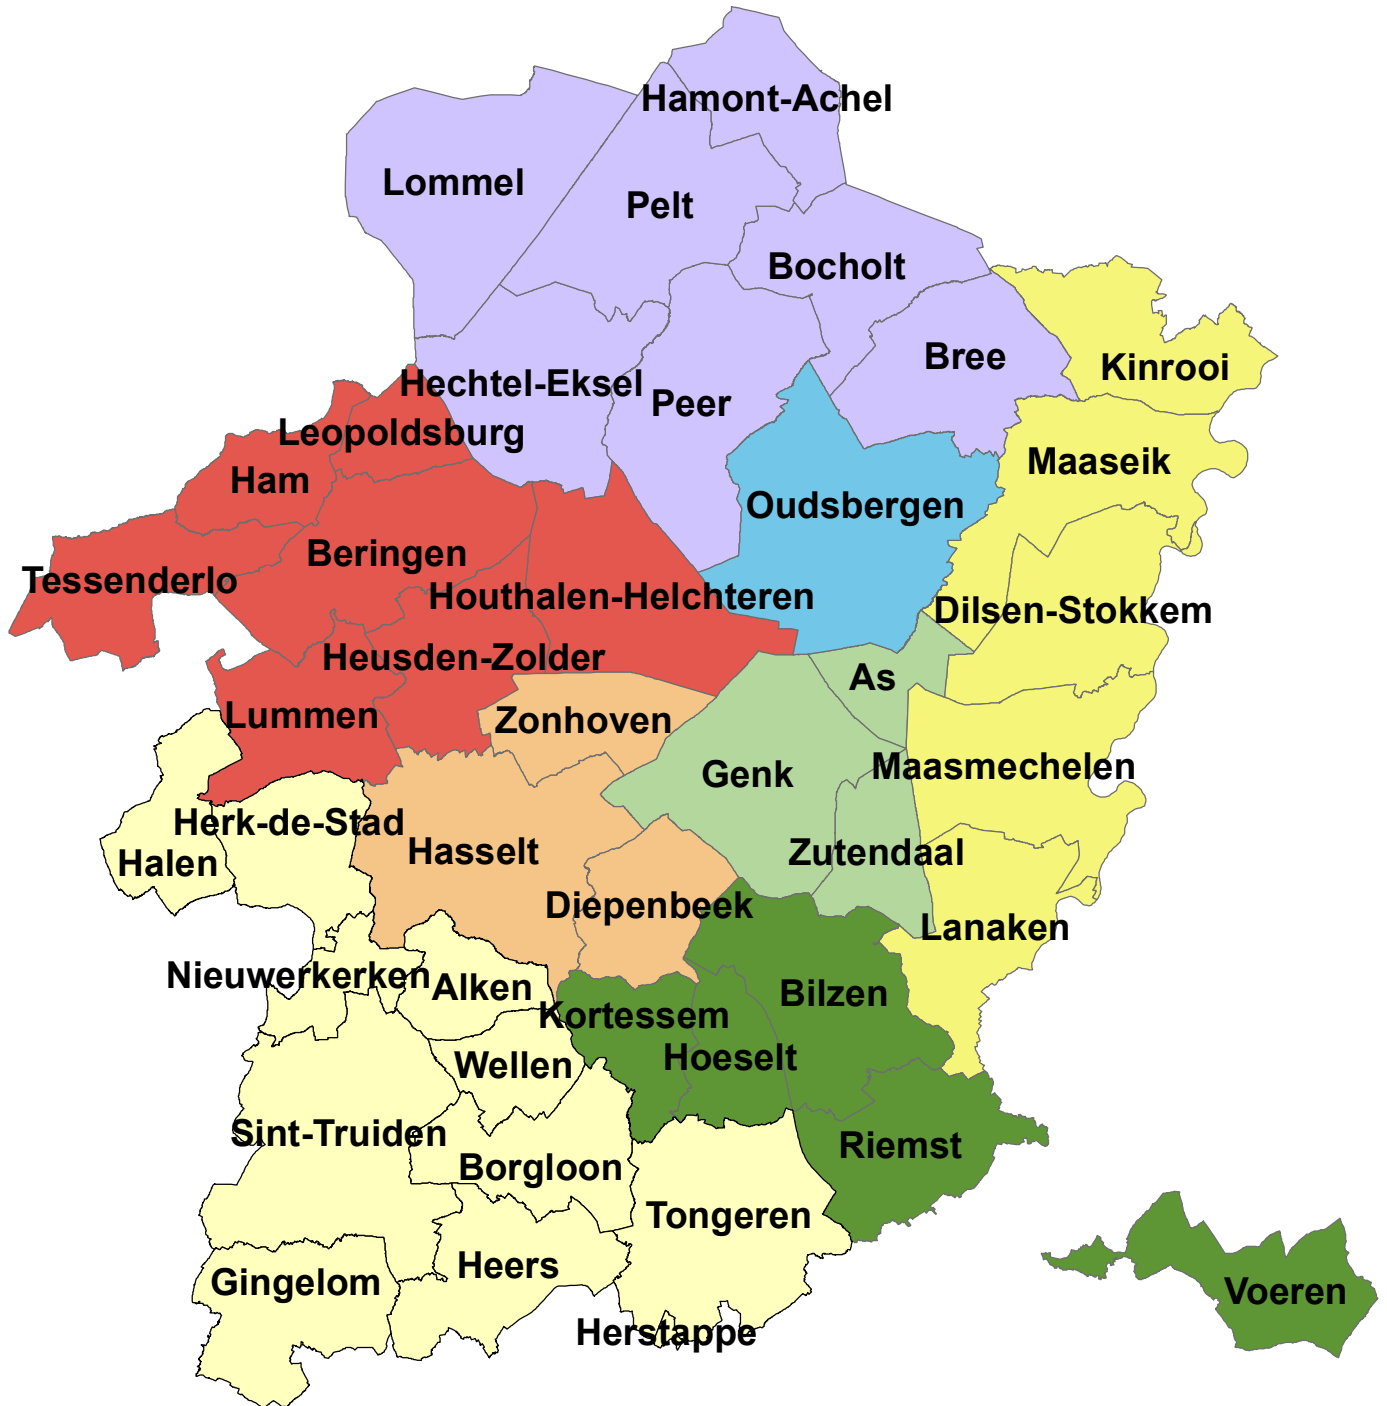 Hamont-Achel
Lommel
Pelt
Bocholt
Bree
Kinrooi
Hechtel-Eksel
Peer
Leopoldsburg
Maaseik
Ham
Oudsbergen
Beringen
Tessenderlo
Houthalen-Helchteren
Dilsen-Stokkem
Heusden-Zolder
As
Lummen
Zonhoven
Genk
Maasmechelen
Herk-de-Stad
Halen
Hasselt
Zutendaal
Diepenbeek
Lanaken
Nieuwerkerken
Alken
Bilzen
Kortessem
Hoeselt
Wellen
Sint-Truiden
Riemst
Borgloon
Tongeren
Heers
Gingelom
Voeren
Herstappe